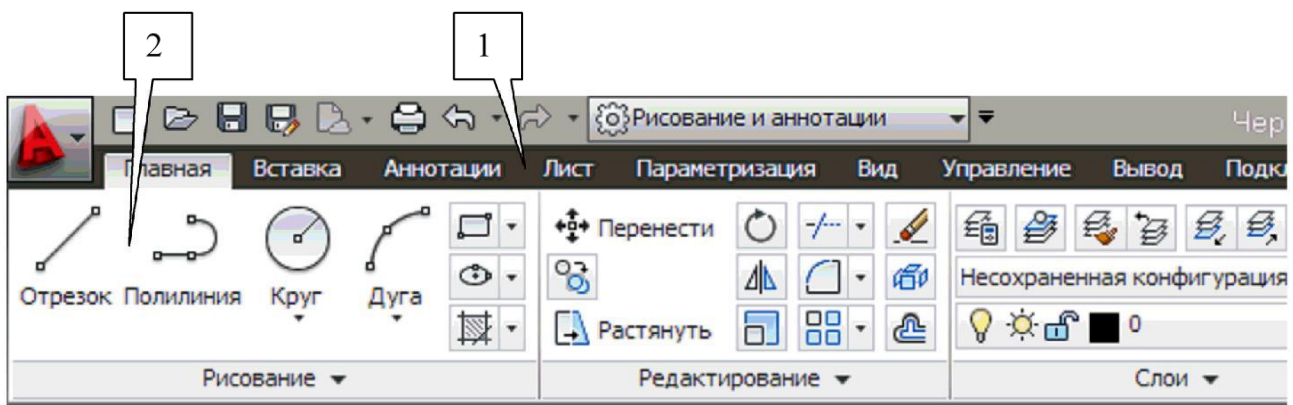 2 1
Рисование и аннотации Чер
Главная Вставка Аннотации Лист Параметризация Вид Управление Вывод Подкл
Отрезок Полилиния Круг Дуга
Перенести
Растянуть
Несохраненная конфигурация
0
Рисование Редактирование Слои